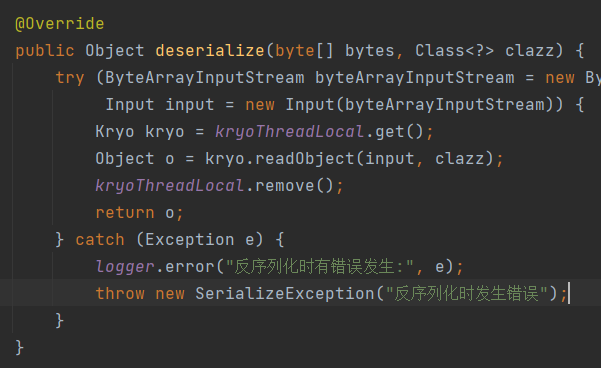 @Override
public Object deserialize(byte[] bytes, Class<?> clazz) {
try (ByteArrayInputStream byteArrayInputStream = new By
Input input = new Input(byteArrayInputStream)) {
Kryo kryo = kryoThreadLocal.get();
Object o = kryo.readObject(input, clazz);
kryoThreadLocal.remove();
return o;
} catch (Exception e) {
logger.error("反序列化时有错误发生:", e);
throw new SerializeException("反序列化时发生错误");
}
}